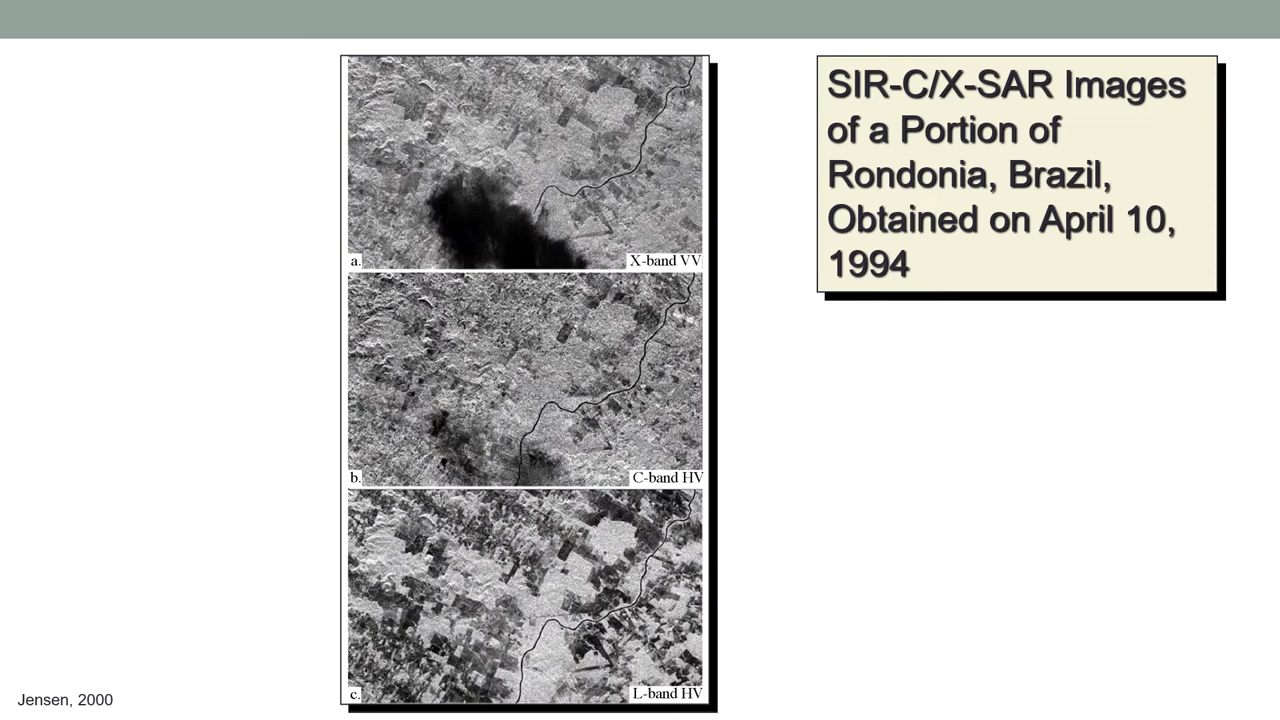 SIR-C/X-SAR Images
of a Portion of
Rondonia, Brazil,
Obtained on April 10,
1994
a.
X-band VV
b.
C-band HV
c.
L-band HV
Jensen, 2000